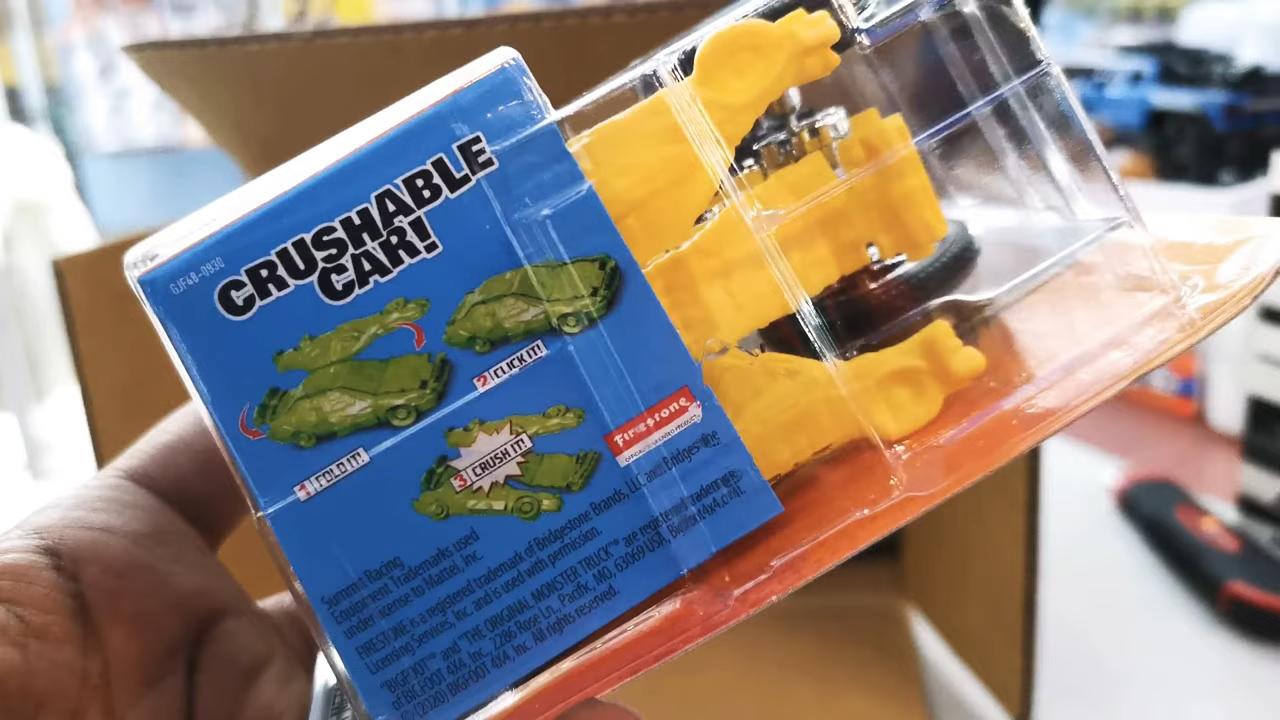 GJF48-0930
CRUSHABLE
CAR!
1 FOLD IT!
2 CLICK IT!
3 CRUSH IT!
Firestone
OFFICIAL LICENSED PRODUCT
Summit Racing
Equipment Trademarks used
under License to Mattel, Inc
FIRESTONE is a registered trademark of Bridgestone Brands, LLC and Bridgestone
Licensing Services, Inc. and is used with permission.
"BIGFOOT"® and "THE ORIGINAL MONSTER TRUCK"® are registered trademarks
of BIGFOOT 4X4, Inc., 2286 Rose Ln., Pacific, MO, 63069 USA, Bigfoot4x4.com.
© (2020) BIGFOOT 4X4, Inc. All rights reserved.